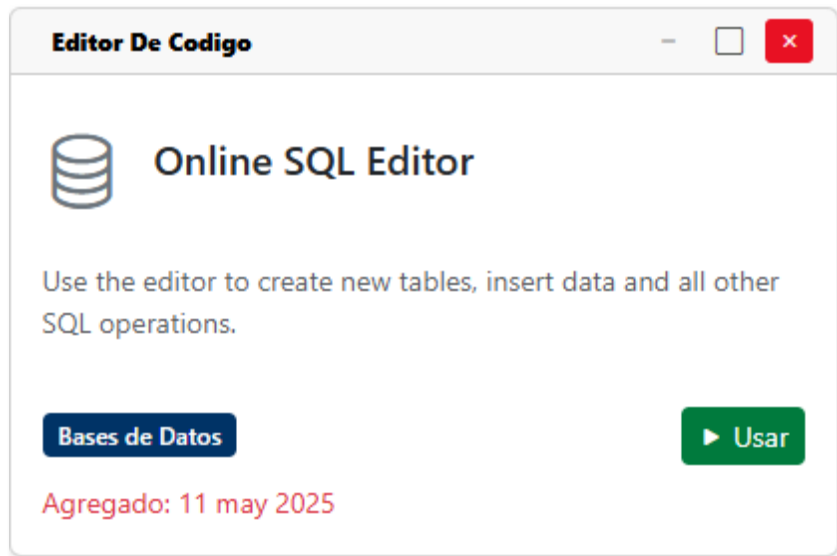 Editor De Codigo
Online SQL Editor
Use the editor to create new tables, insert data and all other
SQL operations.
Bases de Datos
Usar
Agregado: 11 may 2025